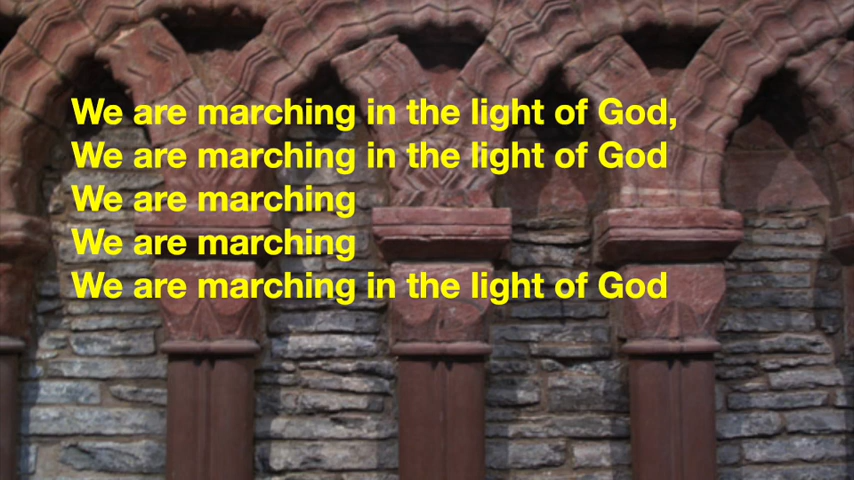 We are marching in the light of God,
We are marching in the light of God
We are marching
We are marching
We are marching in the light of God